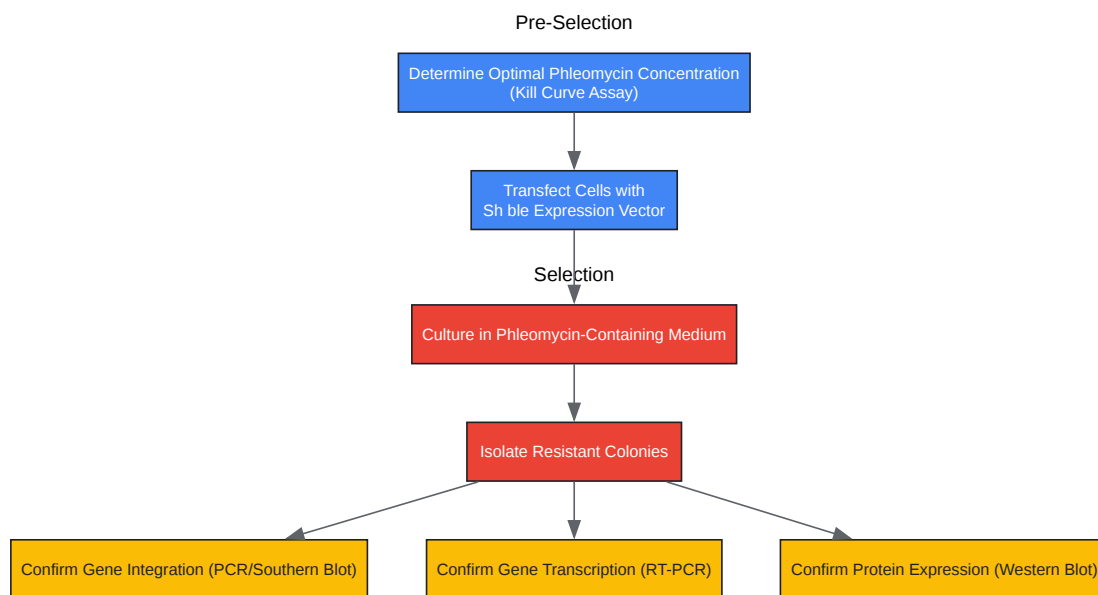 Pre-Selection
Determine Optimal Phleomycin Concentration
(Kill Curve Assay)
Transfect Cells with
Sh ble Expression Vector
Selection
Culture in Phleomycin-Containing Medium
Isolate Resistant Colonies
Confirm Gene Integration (PCR/Southern Blot)
Confirm Gene Transcription (RT-PCR)
Confirm Protein Expression (Western Blot)